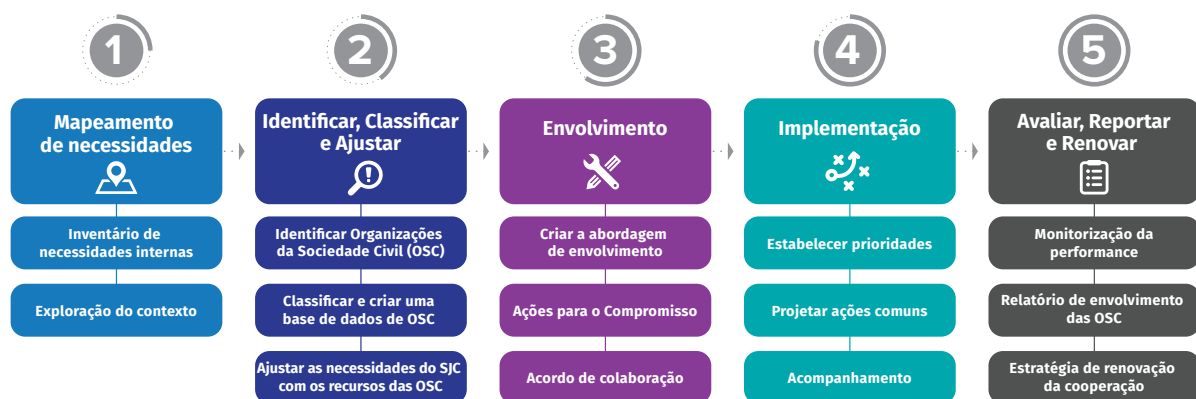 1
Mapeamento
de necessidades
Inventário de
necessidades internas
Exploração do contexto
2
Identificar, Classificar
e Ajustar
Identificar Organizações
da Sociedade Civil (OSC)
Classificar e criar uma
base de dados de OSC
Ajustar as necessidades do SJC
com os recursos das OSC
3
Envolvimento
Criar a abordagem
de envolvimento
Ações para o Compromisso
Acordo de colaboração
4
Implementação
Estabelecer prioridades
Projetar ações comuns
Acompanhamento
5
Avaliar, Reportar
e Renovar
Monitorização da
performance
Relatório de envolvimento
das OSC
Estratégia de renovação
da cooperação